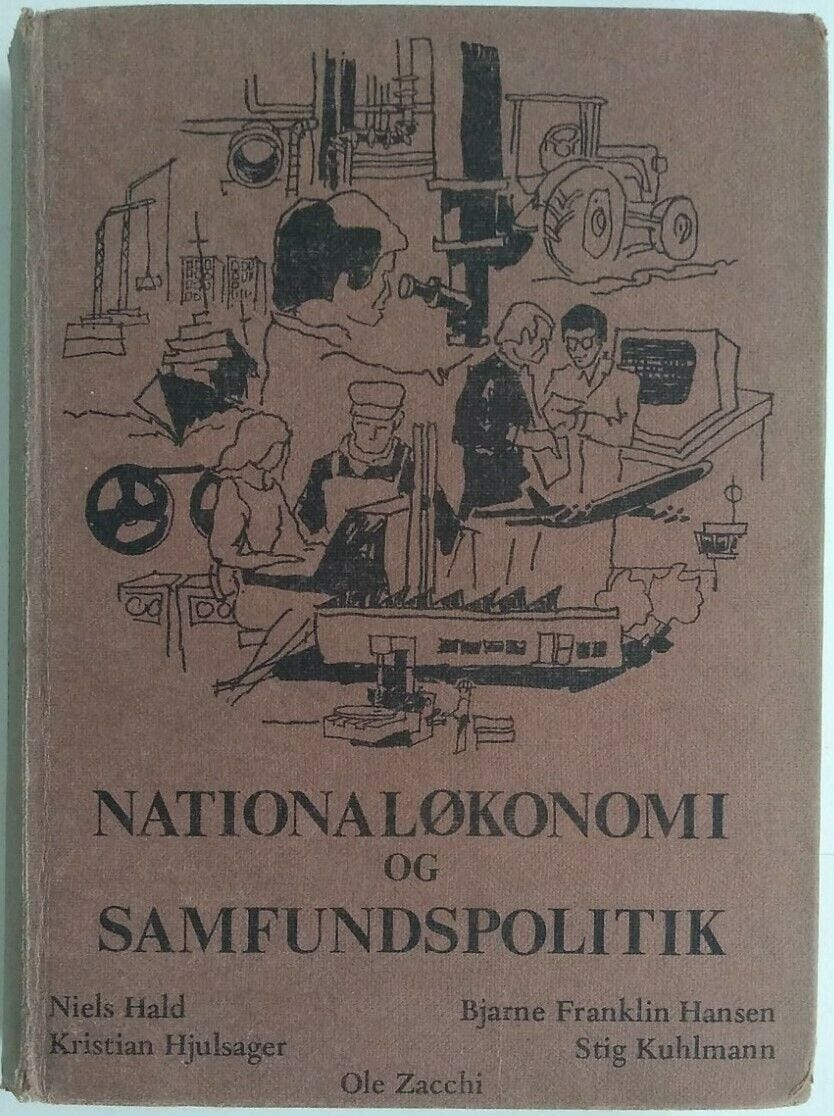 NATIONALØKONOMI
OG
SAMFUNDSPOLITIK
Niels Hald
Bjarne Franklin Hansen
Kristian Hjulsager
Stig Kuhlmann
Ole Zacchi